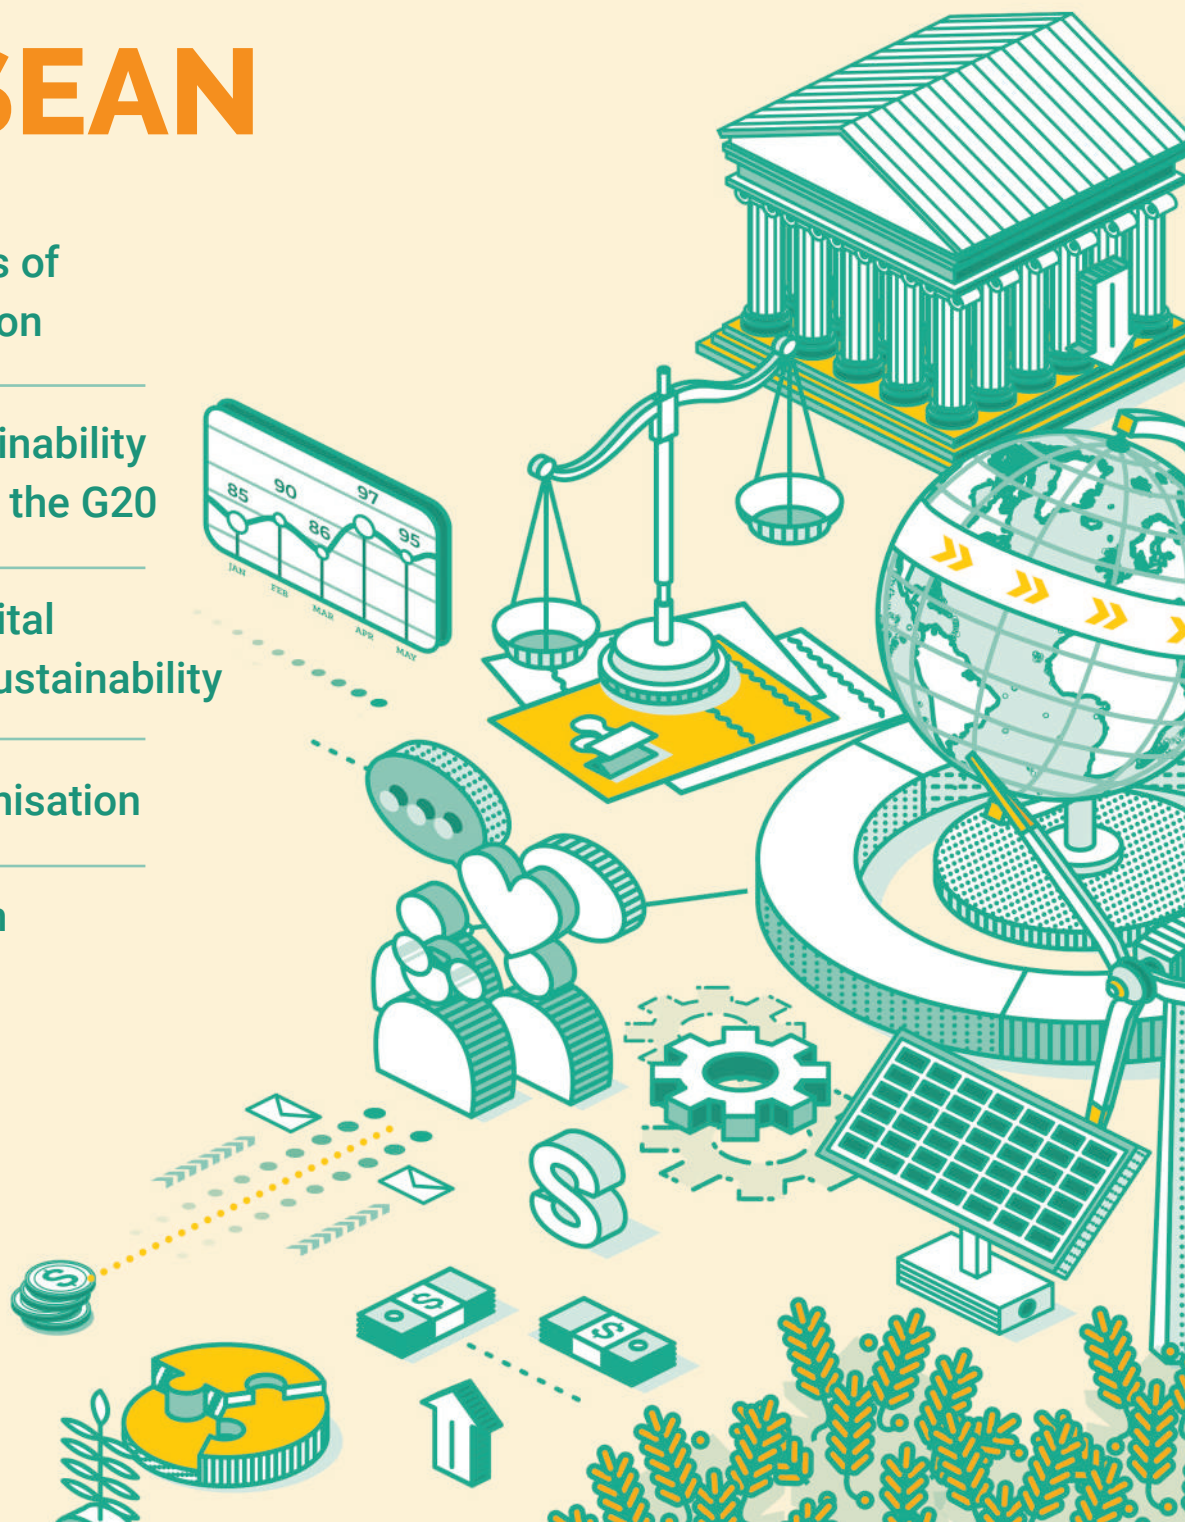 SEAN
s of
on
inability
the G20
ital
ustainability
nisation
n
85 90 86 97 95
JAN FEB MAR APR MAY
$
$
$
$